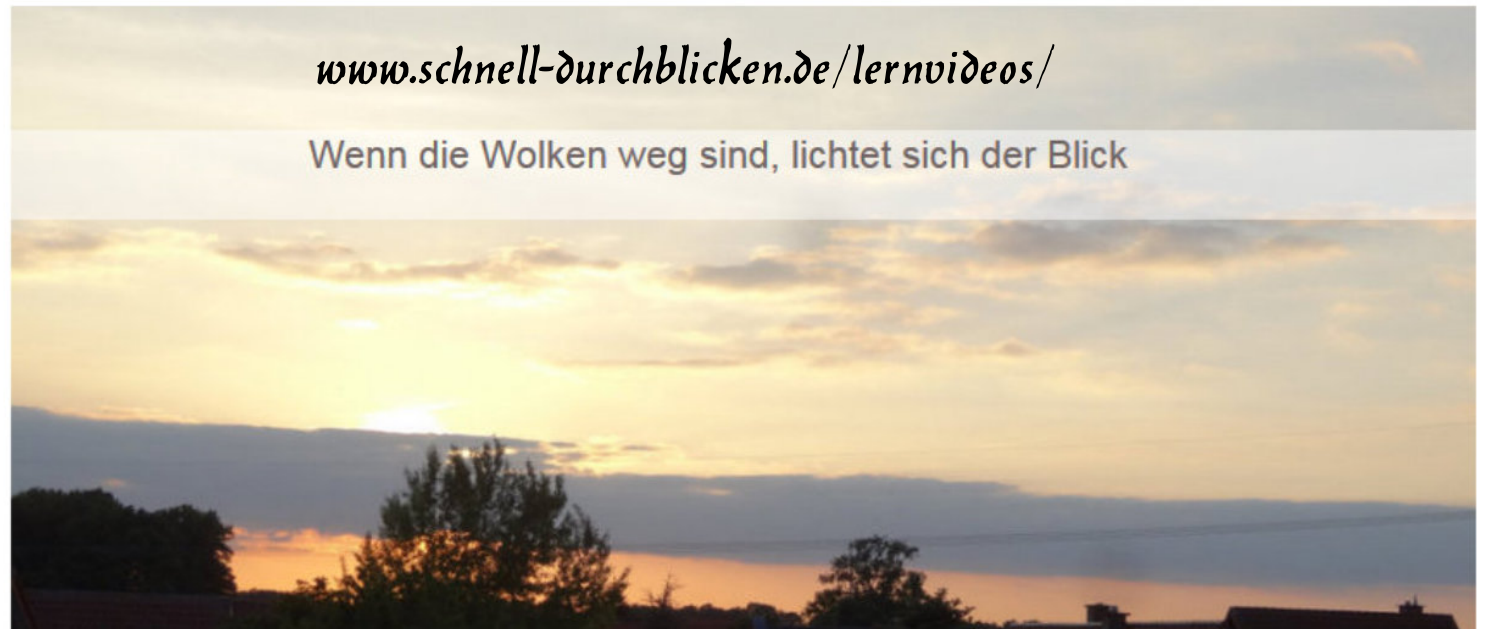 www.schnell-durchblicken.de/lernvideos/
Wenn die Wolken weg sind, lichtet sich der Blick